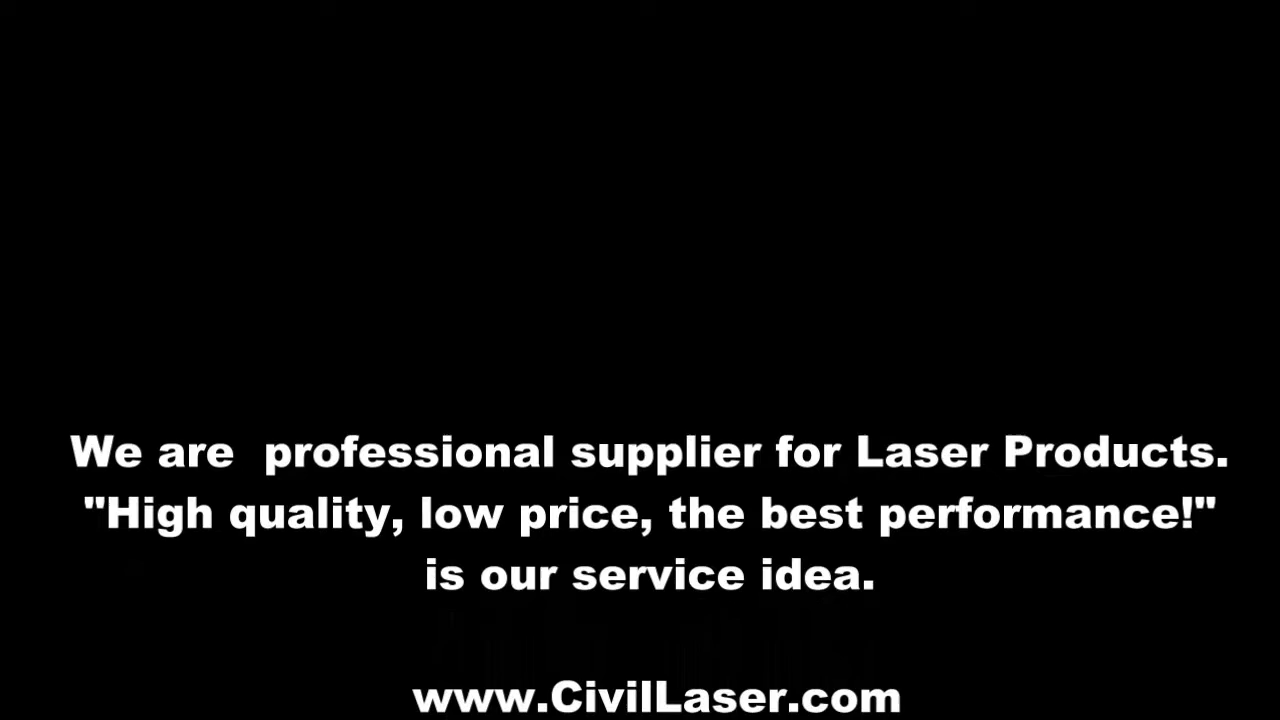 We are  professional supplier for Laser Products.
"High quality, low price, the best performance!"
is our service idea.
www.CivilLaser.com